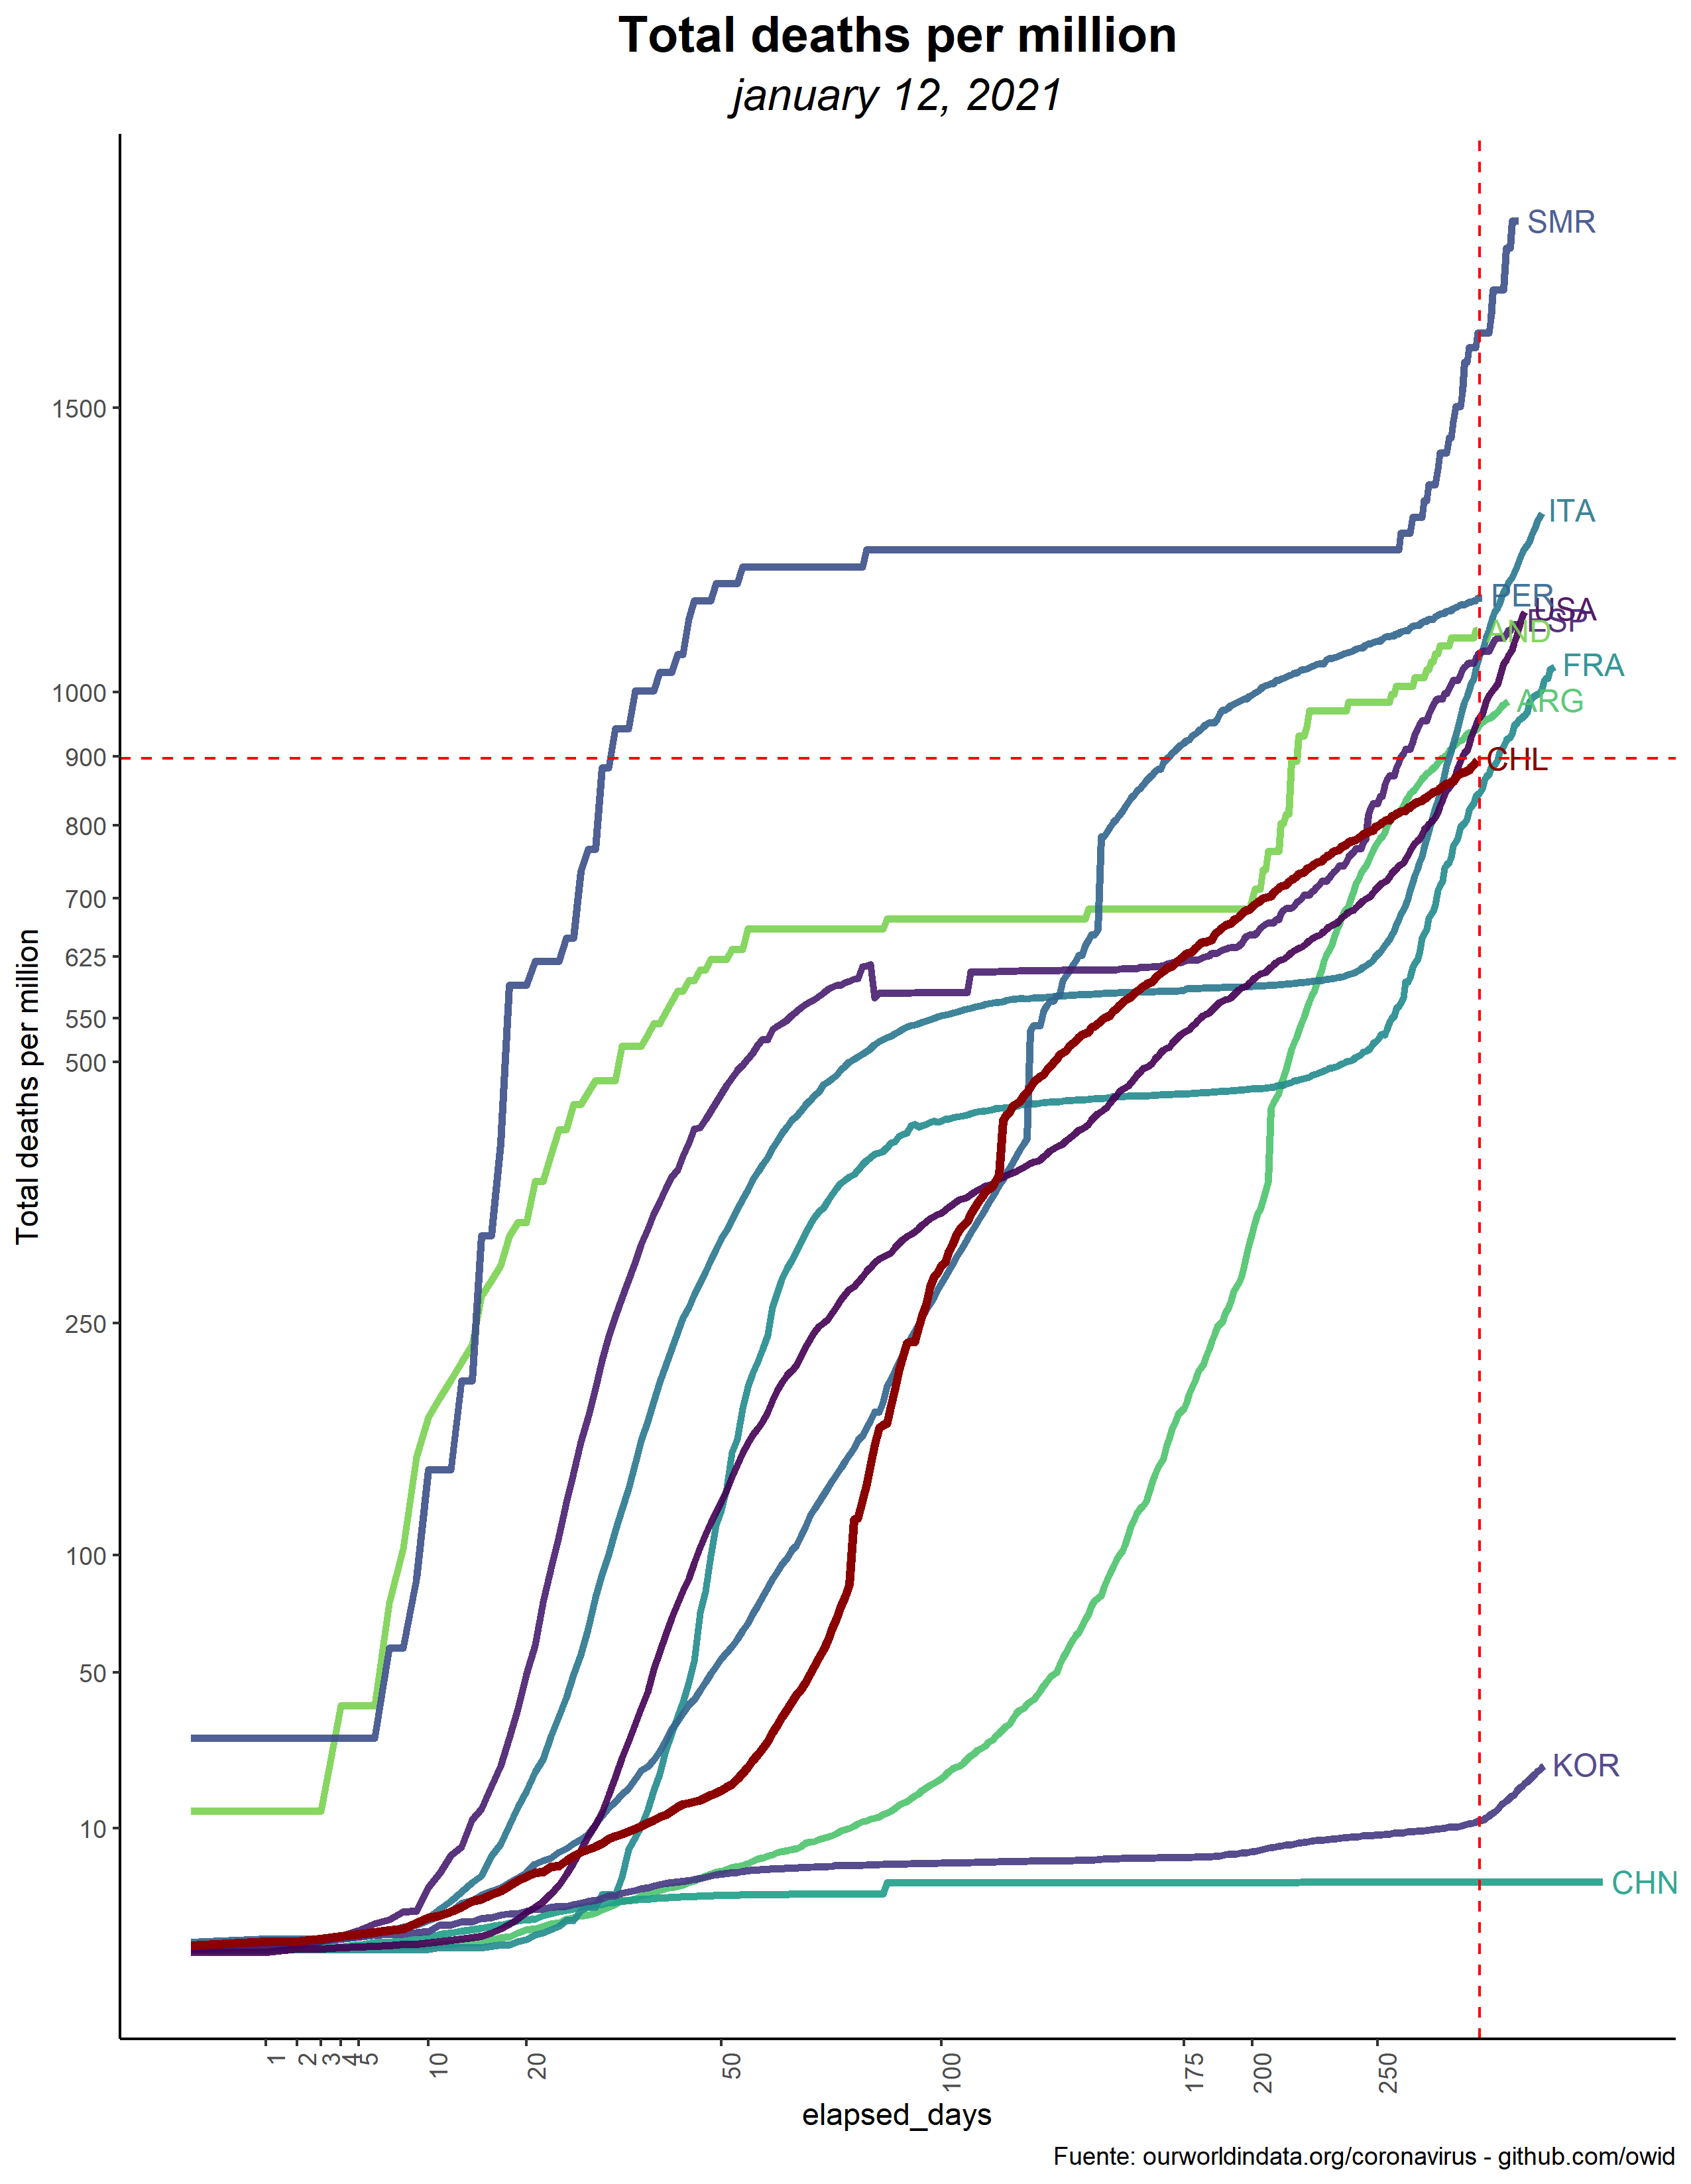 Total deaths per million
january 12, 2021
Total deaths per million
1500
1000
900
800
700
625
550
500
250
100
50
10
SMR
ITA
PER
USA
ESP
AND
FRA
ARG
CHL
KOR
CHN
1
2
3
4
5
10
20
50
100
175
200
250
elapsed_days
Fuente: ourworldindata.org/coronavirus - github.com/owid